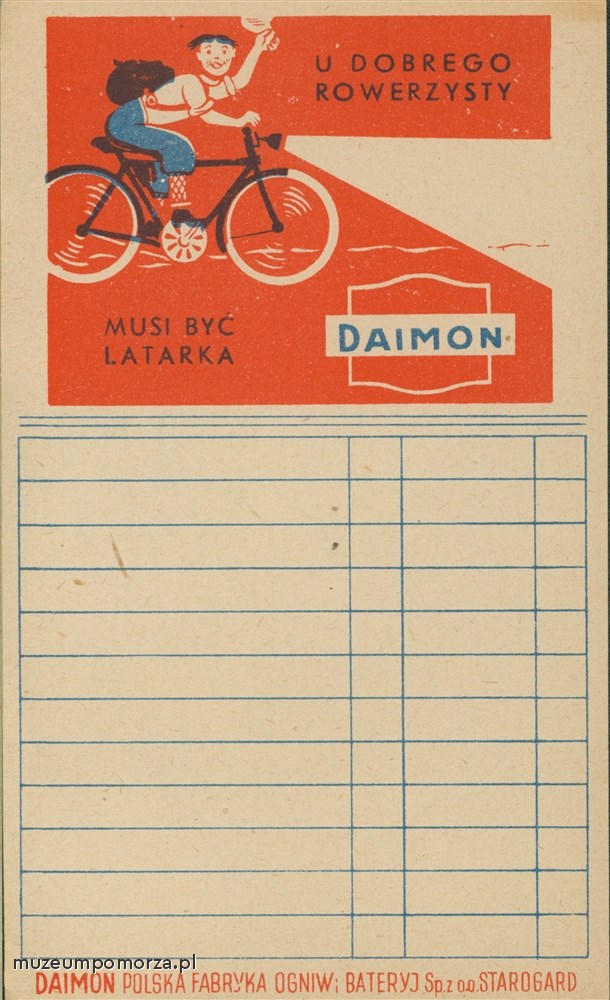 U DOBREGO
ROWERZYSTY
MUSI BYĆ
LATARKA
DAIMON
muzeumpomorza.pl
DAIMON POLSKA FABRYKA OGNIW i BATERYJ Sp. z o.o. STAROGARD